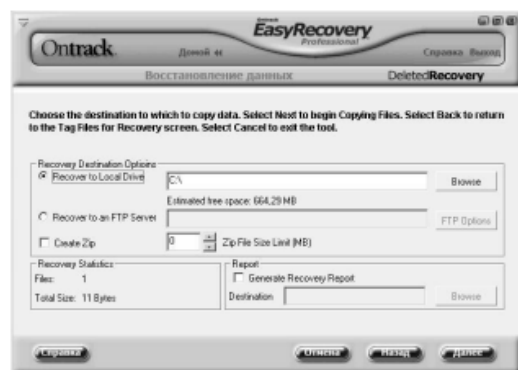 Ontrack
EasyRecovery
Professional
Домой
Справка Выход
Восстановление данных
DeletedRecovery
Choose the destination to which to copy data. Select Next to begin Copying Files. Select Back to return
to the Tag Files for Recovery screen. Select Cancel to exit the tool.
Recovery Destination Options
Recover to Local Drive
C:\
Browse
Estimated free space: 664,29 MB
Recover to an FTP Server
FTP Options
Create Zip
0
Zip File Size Limit (MB)
Recovery Statistics
Files: 1
Total Size: 11 Bytes
Report
Generate Recovery Report
Destination
Browse
Справка
Отмена
Назад
Далее